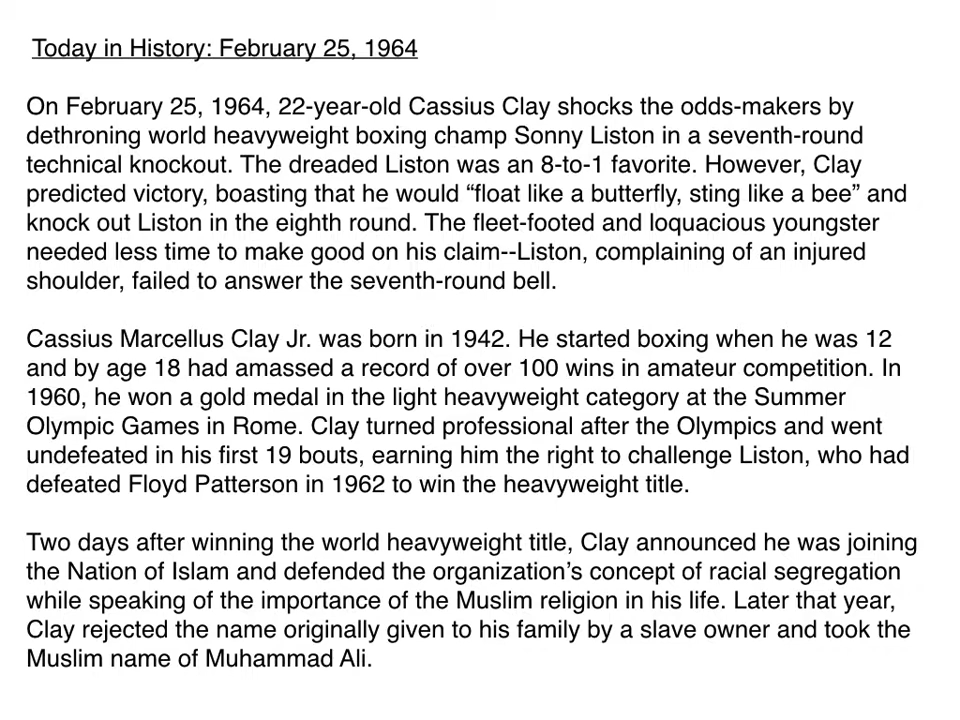 Today in History: February 25, 1964
On February 25, 1964, 22-year-old Cassius Clay shocks the odds-makers by
dethroning world heavyweight boxing champ Sonny Liston in a seventh-round
technical knockout. The dreaded Liston was an 8-to-1 favorite. However, Clay
predicted victory, boasting that he would “float like a butterfly, sting like a bee” and
knock out Liston in the eighth round. The fleet-footed and loquacious youngster
needed less time to make good on his claim--Liston, complaining of an injured
shoulder, failed to answer the seventh-round bell.
Cassius Marcellus Clay Jr. was born in 1942. He started boxing when he was 12
and by age 18 had amassed a record of over 100 wins in amateur competition. In
1960, he won a gold medal in the light heavyweight category at the Summer
Olympic Games in Rome. Clay turned professional after the Olympics and went
undefeated in his first 19 bouts, earning him the right to challenge Liston, who had
defeated Floyd Patterson in 1962 to win the heavyweight title.
Two days after winning the world heavyweight title, Clay announced he was joining
the Nation of Islam and defended the organization’s concept of racial segregation
while speaking of the importance of the Muslim religion in his life. Later that year,
Clay rejected the name originally given to his family by a slave owner and took the
Muslim name of Muhammad Ali.